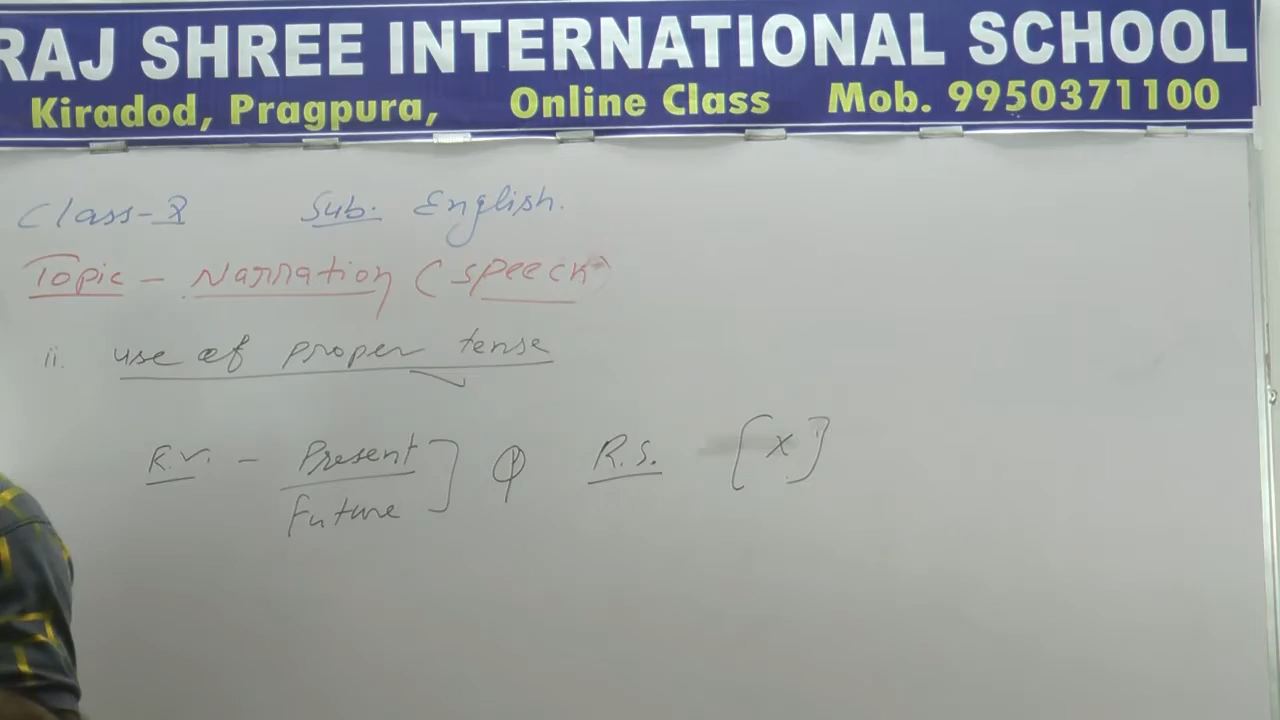 RAJ SHREE INTERNATIONAL SCHOOL
Kiradod, Pragpura, Online Class Mob. 9950371100
Class-X Sub. English.
Topic - Narration (Speech)
ii. use of proper tense
R.V. - Present] R.S. [x]
Future